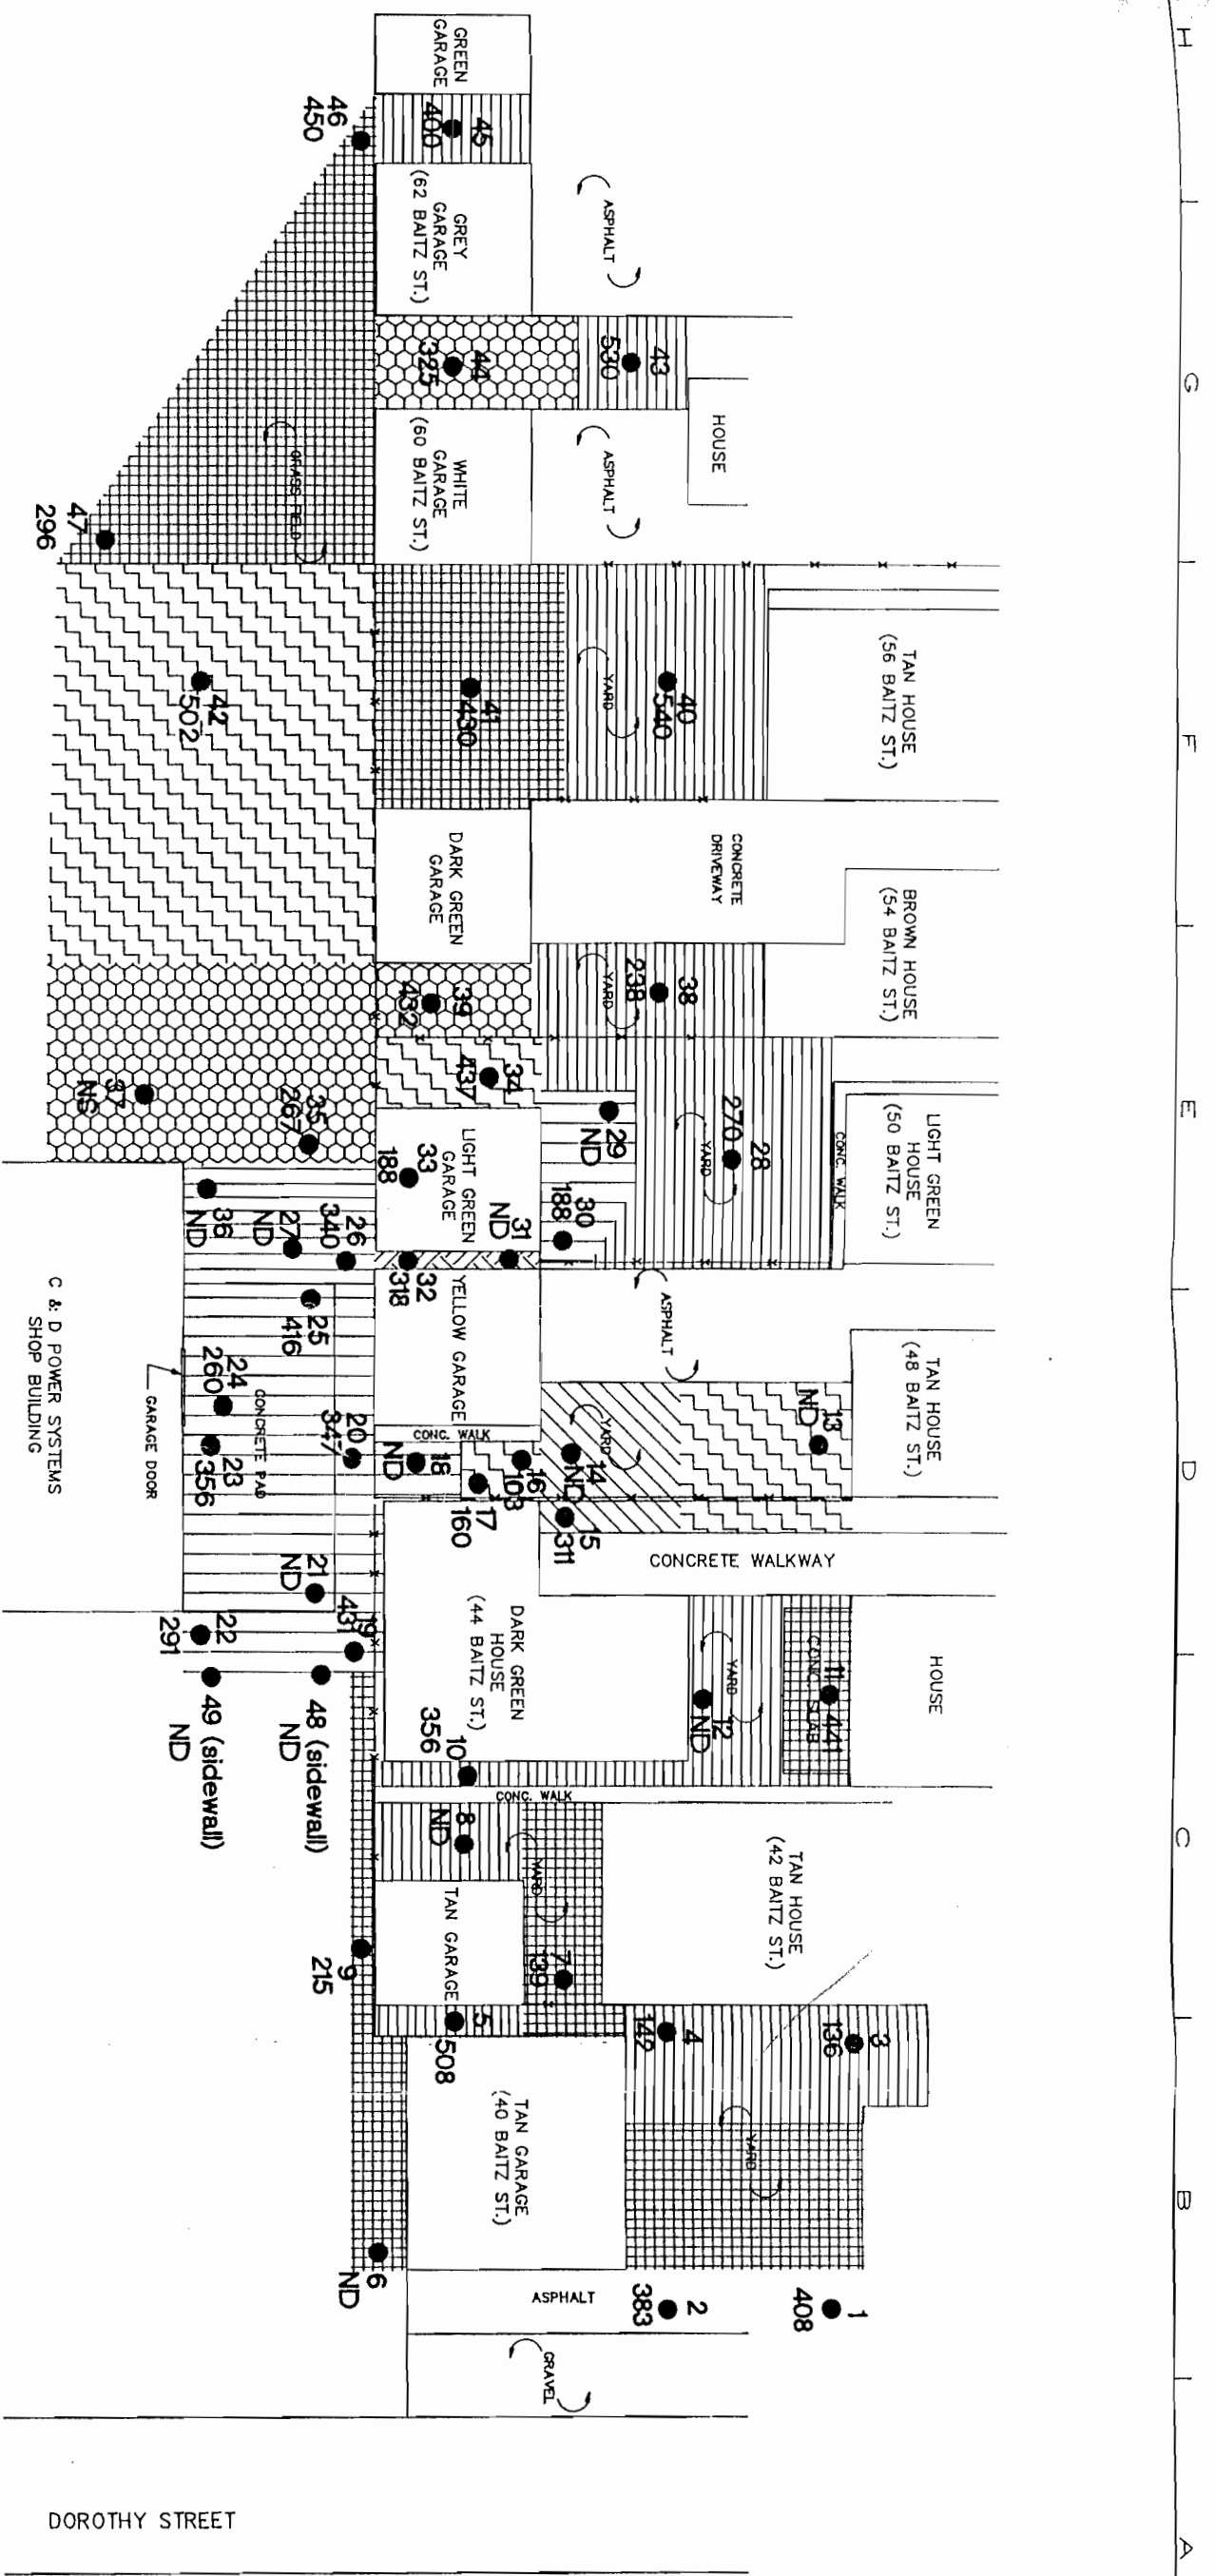 H
G
F
E
D
C
B
A
GREEN
GARAGE
45
400
46
450
GREY
GARAGE
(62 BAITZ ST.)
ASPHALT
43
530
44
325
HOUSE
WHITE
GARAGE
(60 BAITZ ST.)
ASPHALT
GRASS FIELD
47
296
TAN HOUSE
(56 BAITZ ST.)
40
540
YARD
41
430
42
502
CONCRETE
DRIVEWAY
DARK GREEN
GARAGE
BROWN HOUSE
(54 BAITZ ST.)
38
238
YARD
39
432
34
437
37
NS
35
267
LIGHT GREEN
HOUSE
(50 BAITZ ST.)
CONC. WALK
28
270
YARD
29
ND
30
188
31
ND
LIGHT GREEN
GARAGE
33
188
32
318
26
340
27
ND
36
ND
YELLOW GARAGE
ASPHALT
TAN HOUSE
(48 BAITZ ST.)
13
ND
YARD
14
ND
15
311
CONC. WALK
16
103
17
160
18
ND
25
416
24
260
CONCRETE PAD
20
347
23
356
GARAGE DOOR
C & D POWER SYSTEMS
SHOP BUILDING
21
ND
CONCRETE WALKWAY
DARK GREEN
HOUSE
(44 BAITZ ST.)
HOUSE
11
441
CONC. SLAB
YARD
12
ND
19
431
22
291
48 (sidewall)
ND
49 (sidewall)
ND
10
356
CONC. WALK
8
ND
YARD
TAN HOUSE
(42 BAITZ ST.)
TAN GARAGE
7
139
9
215
5
508
4
142
3
136
YARD
TAN GARAGE
(40 BAITZ ST.)
6
ND
ASPHALT
2
383
1
408
GRAVEL
DOROTHY STREET